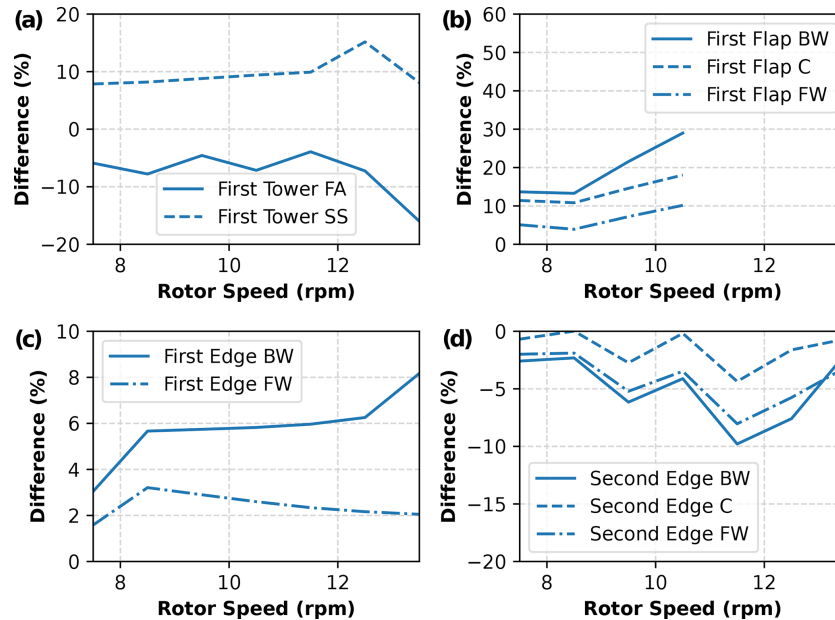 (a)
20
10
0
−10
−20
Difference (%)
First Tower FA
First Tower SS
8
10
12
Rotor Speed (rpm)
(b)
60
50
40
30
20
10
0
Difference (%)
First Flap BW
First Flap C
First Flap FW
8
10
12
Rotor Speed (rpm)
(c)
10
8
6
4
2
0
Difference (%)
First Edge BW
First Edge FW
8
10
12
Rotor Speed (rpm)
(d)
0
−5
−10
−15
−20
Difference (%)
Second Edge BW
Second Edge C
Second Edge FW
8
10
12
Rotor Speed (rpm)